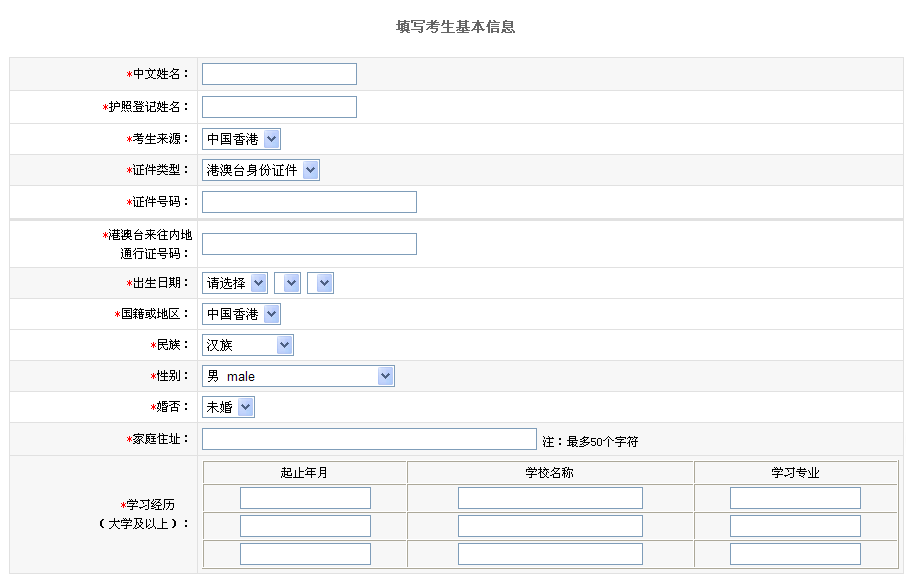 填写考生基本信息
*中文姓名：
*护照登记姓名：
*考生来源： 中国香港
*证件类型： 港澳台身份证件
*证件号码：
*港澳台来往内地
通行证号码：
*出生日期： 请选择
*国籍或地区： 中国香港
*民族： 汉族
*性别： 男 male
*婚否： 未婚
*家庭住址： 注：最多50个字符
起止年月 学校名称 学习专业
*学习经历
（大学及以上）：